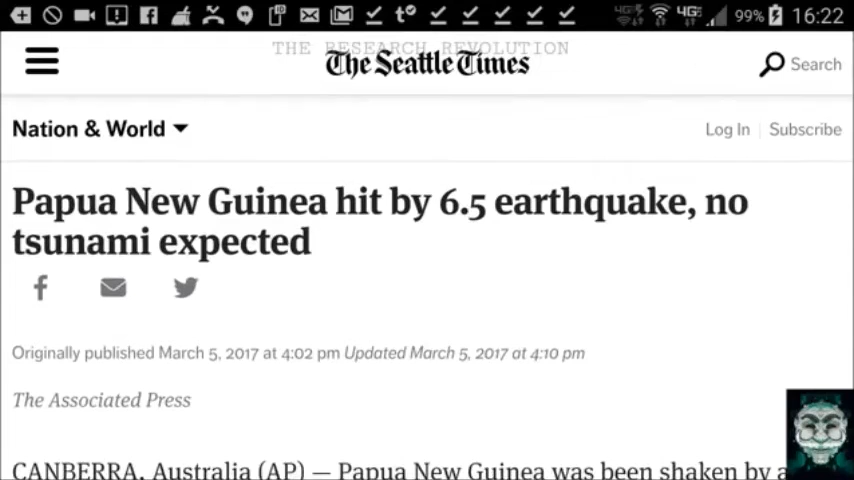 99% 16:22
THE RESEARCH REVOLUTION
The Seattle Times
Search
Nation & World
Log In | Subscribe
Papua New Guinea hit by 6.5 earthquake, no
tsunami expected
Originally published March 5, 2017 at 4:02 pm Updated March 5, 2017 at 4:10 pm
The Associated Press
CANBERRA, Australia (AP) — Papua New Guinea was been shaken by a